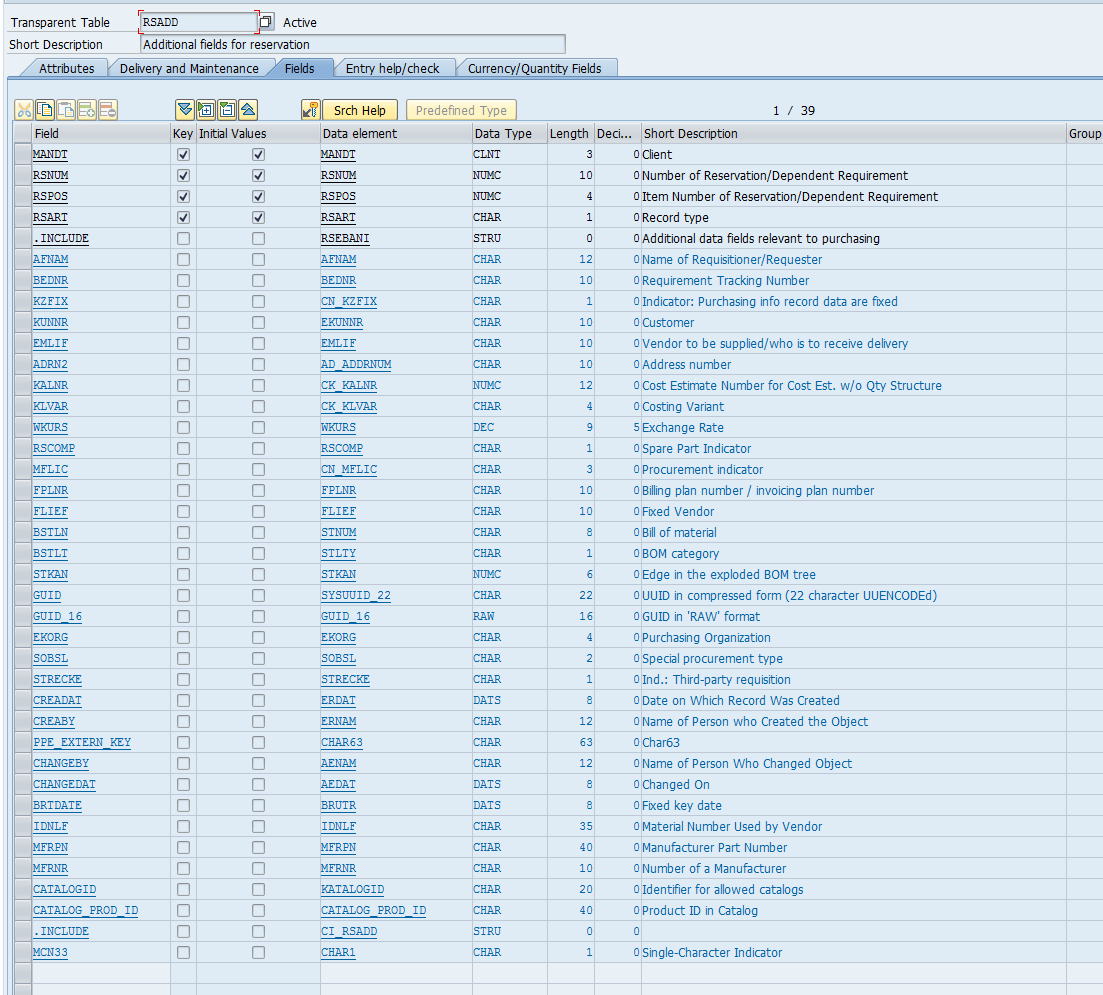 Transparent Table RSADD Active
Short Description Additional fields for reservation
Attributes Delivery and Maintenance Fields Entry help/check Currency/Quantity Fields
Srch Help Predefined Type 1 / 39
Field Key Initial Values Data element Data Type Length Deci... Short Description Group
MANDT MANDT CLNT 3 0 Client
RSNUM RSNUM NUMC 10 0 Number of Reservation/Dependent Requirement
RSPOS RSPOS NUMC 4 0 Item Number of Reservation/Dependent Requirement
RSART RSART CHAR 1 0 Record type
.INCLUDE RSEBANI STRU 0 0 Additional data fields relevant to purchasing
AFNAM AFNAM CHAR 12 0 Name of Requisitioner/Requester
BEDNR BEDNR CHAR 10 0 Requirement Tracking Number
KZFIX CN_KZFIX CHAR 1 0 Indicator: Purchasing info record data are fixed
KUNNR EKUNNR CHAR 10 0 Customer
EMLIF EMLIF CHAR 10 0 Vendor to be supplied/who is to receive delivery
ADRN2 AD_ADDRNUM CHAR 10 0 Address number
KALNR CK_KALNR NUMC 12 0 Cost Estimate Number for Cost Est. w/o Qty Structure
KLVAR CK_KLVAR CHAR 4 0 Costing Variant
WKURS WKURS DEC 9 5 Exchange Rate
RSCOMP RSCOMP CHAR 1 0 Spare Part Indicator
MFLIC CN_MFLIC CHAR 3 0 Procurement indicator
FPLNR FPLNR CHAR 10 0 Billing plan number / invoicing plan number
FLIEF FLIEF CHAR 10 0 Fixed Vendor
BSTLN STNUM CHAR 8 0 Bill of material
BSTLT STLTY CHAR 1 0 BOM category
STKAN STKAN NUMC 6 0 Edge in the exploded BOM tree
GUID SYSUUID_22 CHAR 22 0 UUID in compressed form (22 character UUENCODEd)
GUID_16 GUID_16 RAW 16 0 GUID in 'RAW' format
EKORG EKORG CHAR 4 0 Purchasing Organization
SOBSL SOBSL CHAR 2 0 Special procurement type
STRECKE STRECKE CHAR 1 0 Ind.: Third-party requisition
CREADAT ERDAT DATS 8 0 Date on Which Record Was Created
CREABY ERNAM CHAR 12 0 Name of Person who Created the Object
PPE_EXTERN_KEY CHAR63 CHAR 63 0 Char63
CHANGEBY AENAM CHAR 12 0 Name of Person Who Changed Object
CHANGEDAT AEDAT DATS 8 0 Changed On
BRTDATE BRUTR DATS 8 0 Fixed key date
IDNLF IDNLF CHAR 35 0 Material Number Used by Vendor
MFRPN MFRPN CHAR 40 0 Manufacturer Part Number
MFRNR MFRNR CHAR 10 0 Number of a Manufacturer
CATALOGID KATALOGID CHAR 20 0 Identifier for allowed catalogs
CATALOG_PROD_ID CATALOG_PROD_ID CHAR 40 0 Product ID in Catalog
.INCLUDE CI_RSADD STRU 0 0
MCN33 CHAR1 CHAR 1 0 Single-Character Indicator